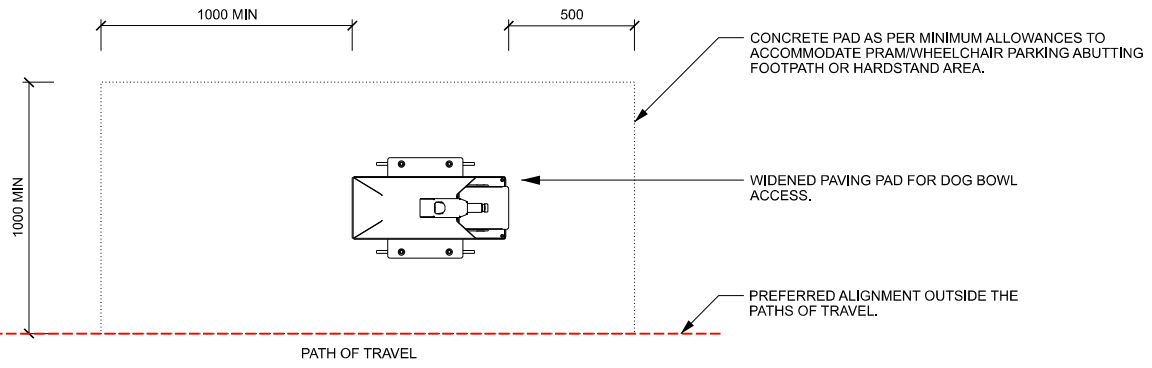 1000 MIN
500
CONCRETE PAD AS PER MINIMUM ALLOWANCES TO
ACCOMMODATE PRAM/WHEELCHAIR PARKING ABUTTING
FOOTPATH OR HARDSTAND AREA.
1000 MIN
WIDENED PAVING PAD FOR DOG BOWL
ACCESS.
PREFERRED ALIGNMENT OUTSIDE THE
PATHS OF TRAVEL.
PATH OF TRAVEL